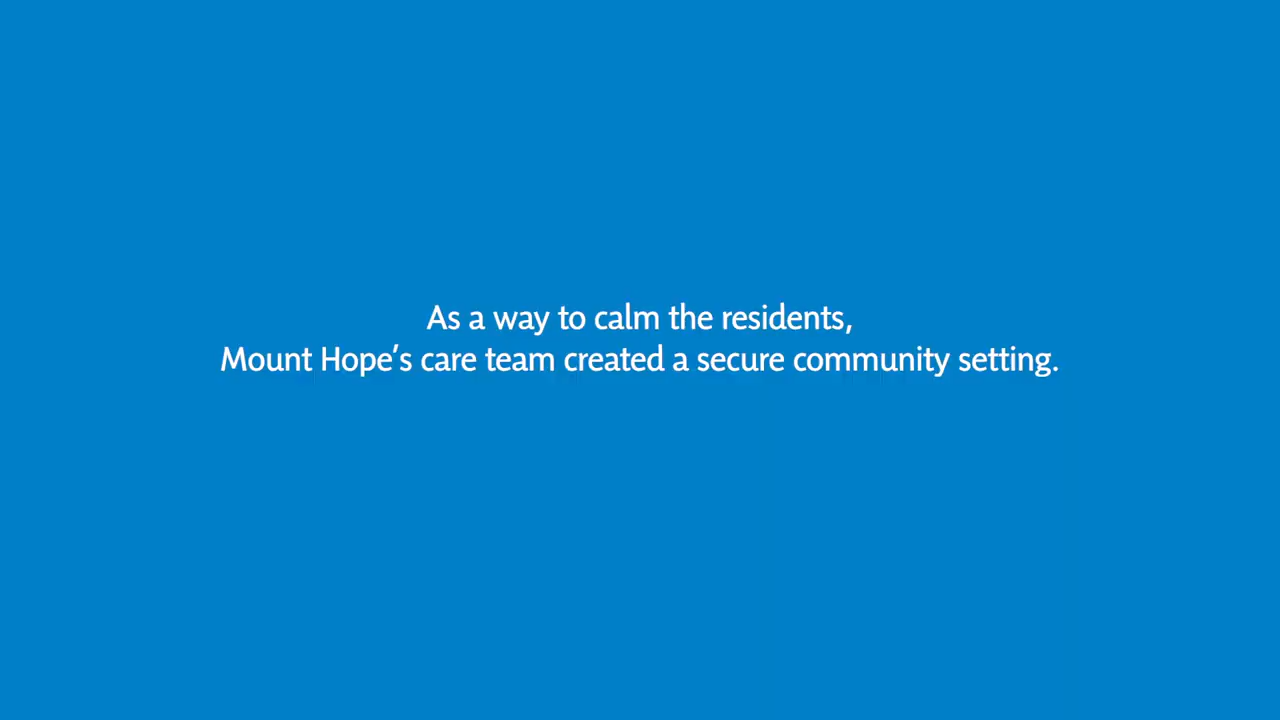 As a way to calm the residents,
Mount Hope’s care team created a secure community setting.